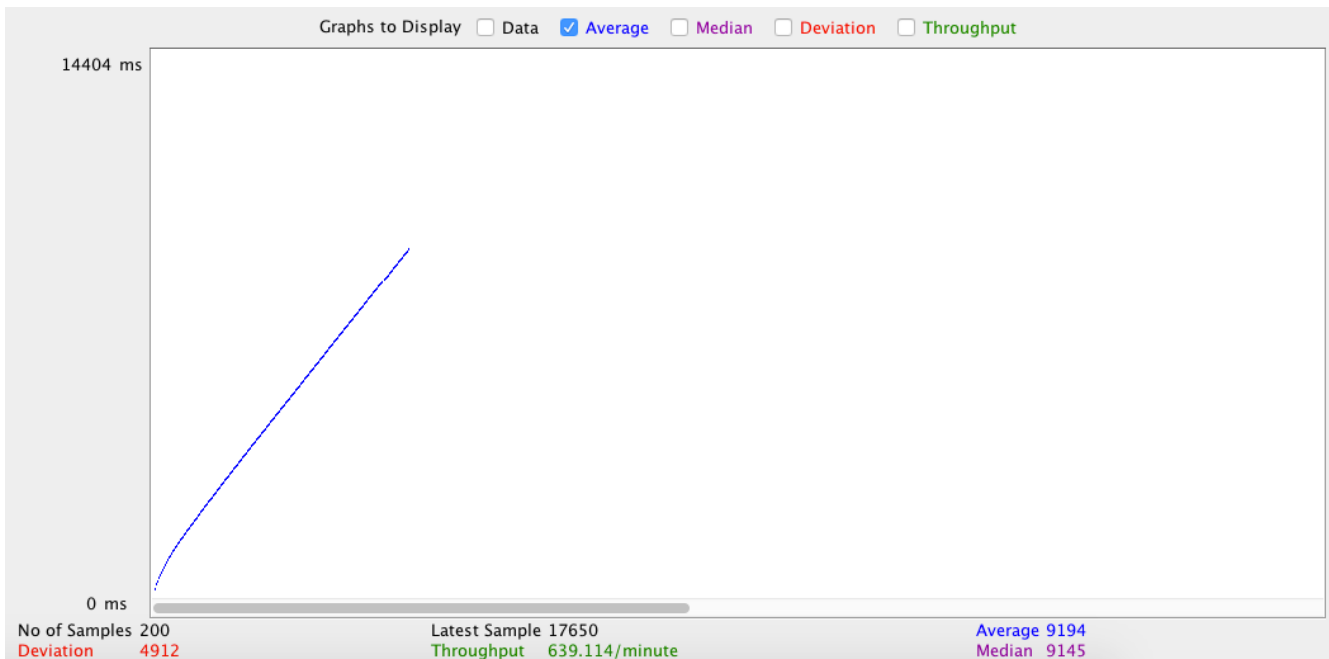 Graphs to Display Data Average Median Deviation Throughput
14404 ms
0 ms
No of Samples 200 Latest Sample 17650 Average 9194
Deviation 4912 Throughput 639.114/minute Median 9145